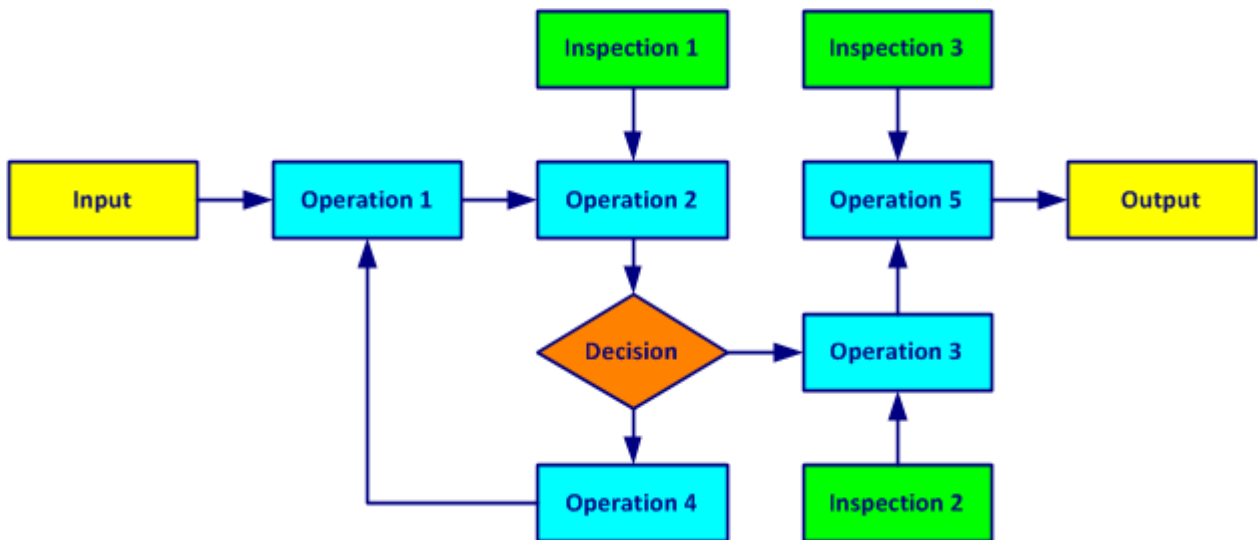 Inspection 1
Inspection 3
Input
Operation 1
Operation 2
Operation 5
Output
Decision
Operation 3
Operation 4
Inspection 2